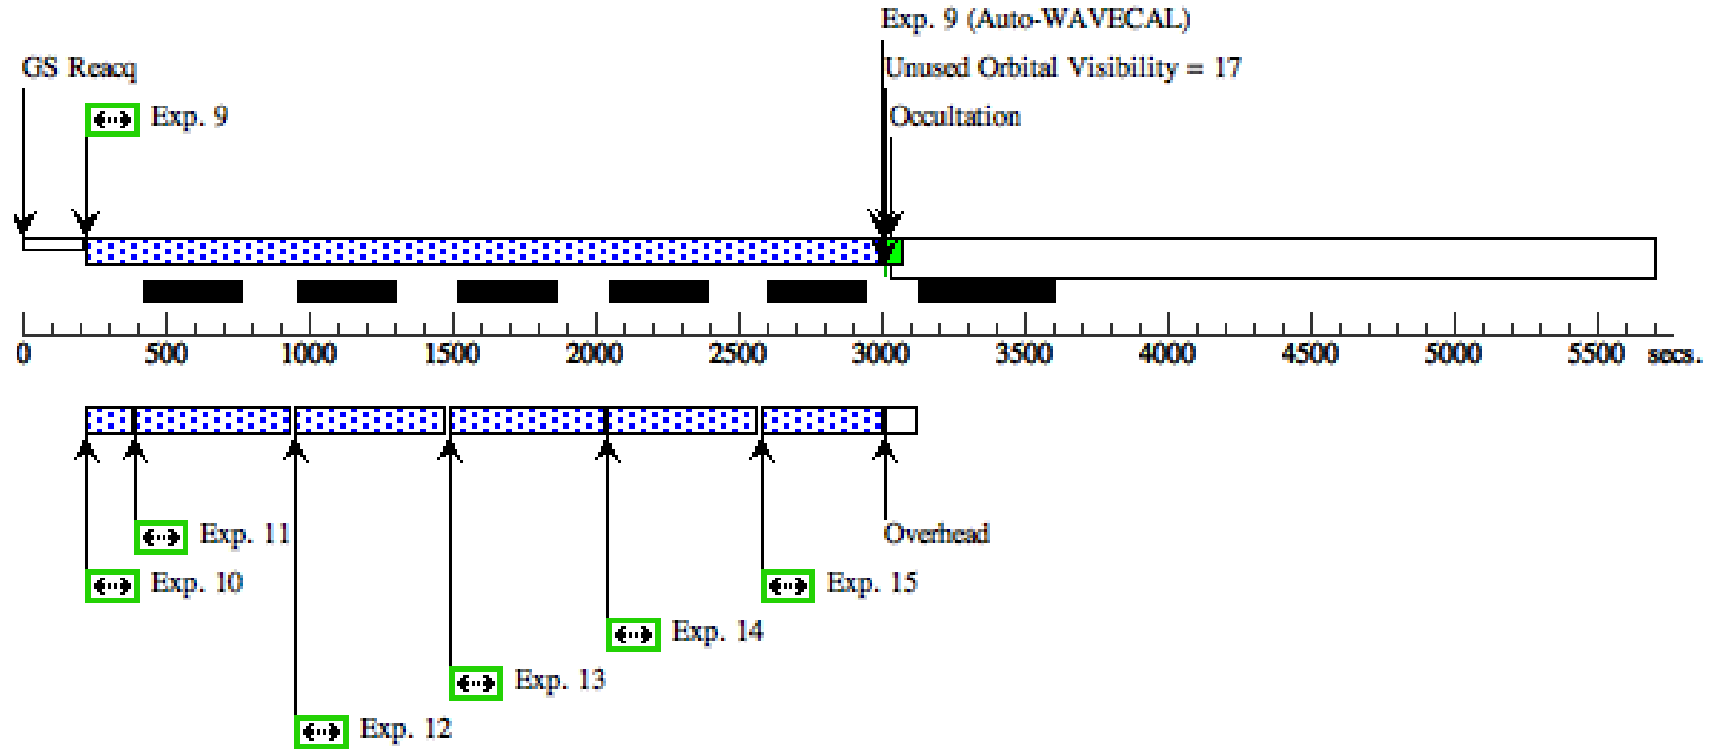 Exp. 9 (Auto-WAVECAL)
GS Reacq
Unused Orbital Visibility = 17
Exp. 9
Occultation
0 500 1000 1500 2000 2500 3000 3500 4000 4500 5000 5500 secs.
Exp. 11
Overhead
Exp. 10
Exp. 15
Exp. 14
Exp. 13
Exp. 12